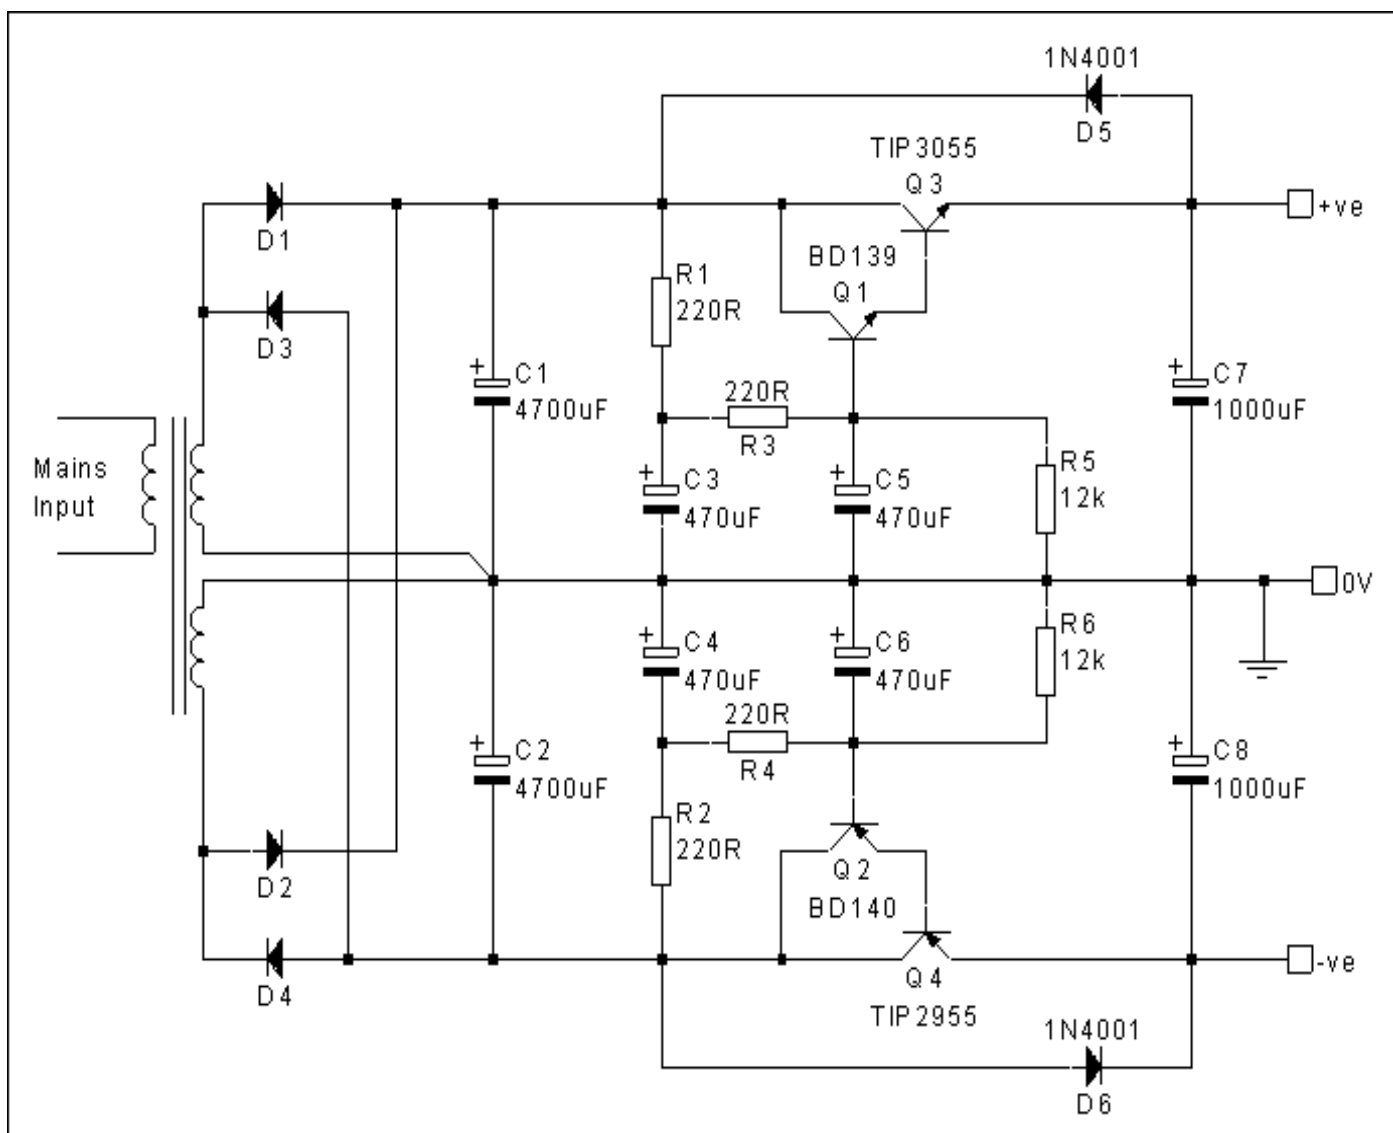 1N4001
D5
TIP3055
Q3
D1
+ve
BD139
Q1
R1
220R
D3
+
C1
4700uF
220R
R3
+
C7
1000uF
Mains
Input
+
C3
470uF
+
C5
470uF
R5
12k
0V
+
C4
470uF
+
C6
470uF
R6
12k
220R
R4
+
C2
4700uF
+
C8
1000uF
R2
220R
D2
Q2
BD140
-ve
D4
Q4
TIP2955
1N4001
D6